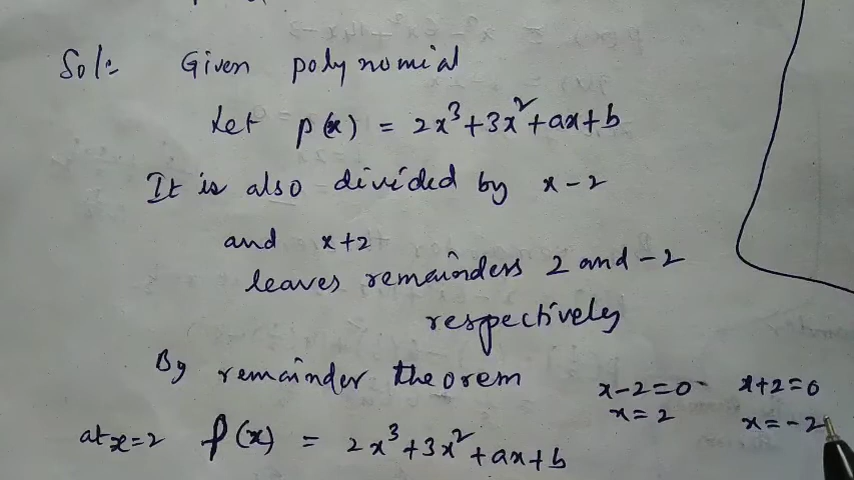 Sol:- Given polynomial
Let p(x) = 2x³+3x²+ax+b
It is also divided by x-2
and x+2
leaves remainders 2 and -2
respectively
By remainder theorem
x-2=0 x+2=0
x=2 x=-2
at x=2 p(x) = 2x³+3x²+ax+b